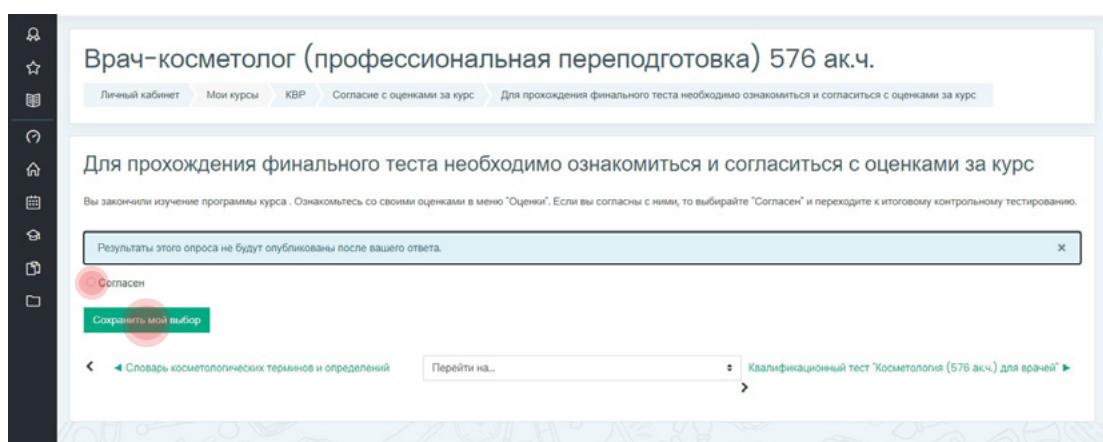 Врач-косметолог (профессиональная переподготовка) 576 ак.ч.
Личный кабинет Мои курсы КВР Согласие с оценками за курс Для прохождения финального теста необходимо ознакомиться и согласиться с оценками за курс
Для прохождения финального теста необходимо ознакомиться и согласиться с оценками за курс
Вы закончили изучение программы курса . Ознакомьтесь со своими оценками в меню "Оценки". Если вы согласны с ними, то выбирайте "Согласен" и переходите к итоговому контрольному тестированию.
Результаты этого опроса не будут опубликованы после вашего ответа. ×
Согласен
Сохранить мой выбор
◄ Словарь косметологических терминов и определений Перейти на... Квалификационный тест "Косметология (576 ак.ч.) для врачей" ►